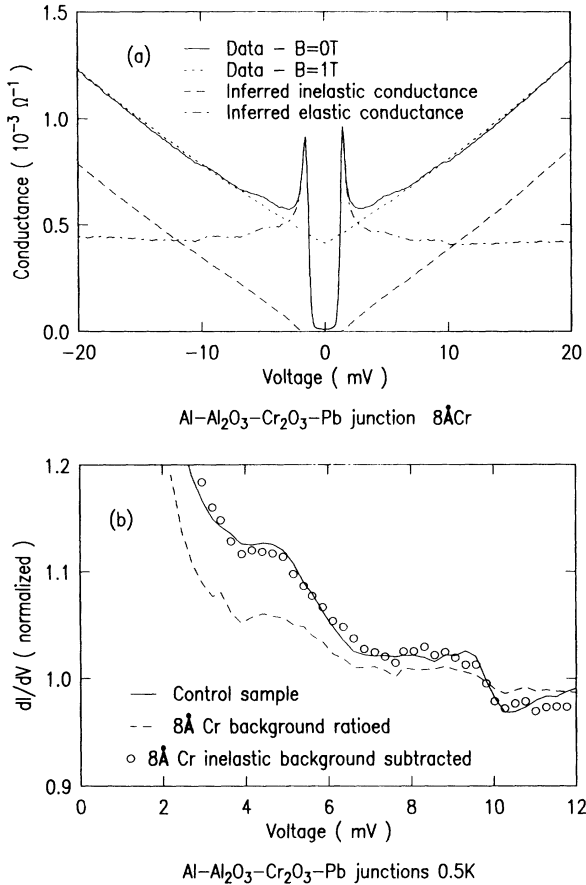 1.5
(a)
Data – B=0T
Data – B=1T
Inferred inelastic conductance
Inferred elastic conductance
Conductance ( 10⁻³ Ω⁻¹ )
1.0
0.5
0.0
−20 −10 0 10 20
Voltage ( mV )
Al–Al₂O₃–Cr₂O₃–Pb junction 8ÅCr
1.2
(b)
dI/dV ( normalized )
1.1
1.0
Control sample
8Å Cr background ratioed
8Å Cr inelastic background subtracted
0.9
0 2 4 6 8 10 12
Voltage ( mV )
Al–Al₂O₃–Cr₂O₃–Pb junctions 0.5K